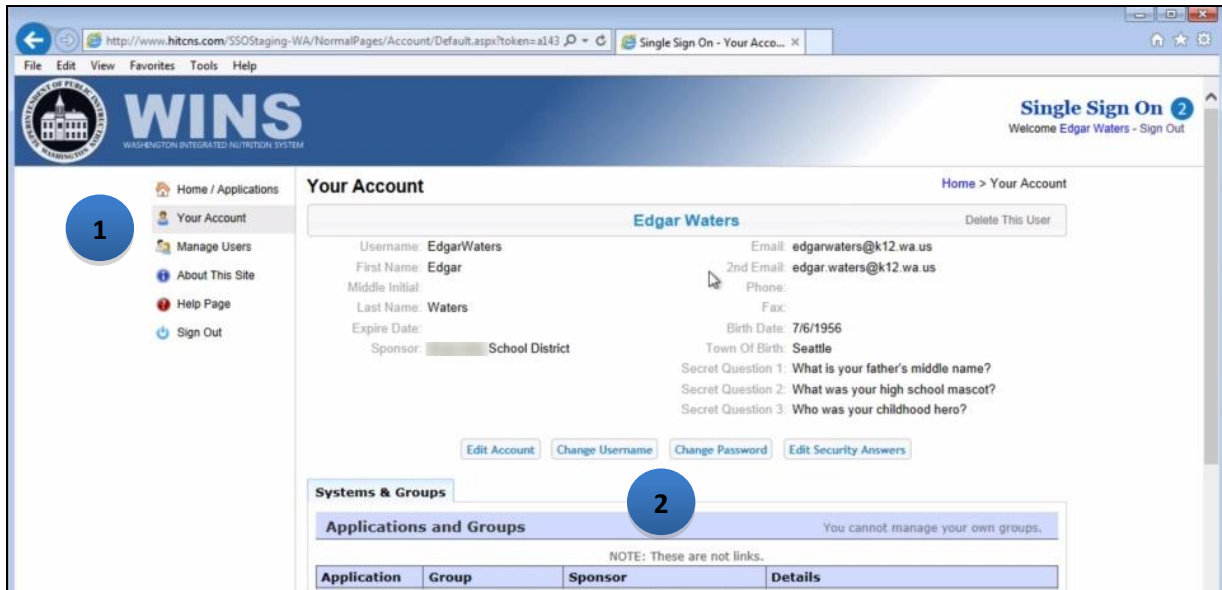 http://www.hitcns.com/SSOStaging-WA/NormalPages/Account/Default.aspx?token=a143
Single Sign On - Your Acco...
File Edit View Favorites Tools Help
SUPERINTENDENT OF PUBLIC INSTRUCTION
WASHINGTON
WINS
WASHINGTON INTEGRATED NUTRITION SYSTEM
Single Sign On 2
Welcome Edgar Waters - Sign Out
Home / Applications
Your Account
Manage Users
About This Site
Help Page
Sign Out
1
Your Account
Home > Your Account
Edgar Waters
Delete This User
Username: EdgarWaters
First Name: Edgar
Middle Initial:
Last Name: Waters
Expire Date:
Sponsor: School District
Email: edgarwaters@k12.wa.us
2nd Email: edgar.waters@k12.wa.us
Phone:
Fax:
Birth Date: 7/6/1956
Town Of Birth: Seattle
Secret Question 1: What is your father's middle name?
Secret Question 2: What was your high school mascot?
Secret Question 3: Who was your childhood hero?
Edit Account Change Username Change Password Edit Security Answers
2
Systems & Groups
Applications and Groups
You cannot manage your own groups.
NOTE: These are not links.
Application Group Sponsor Details